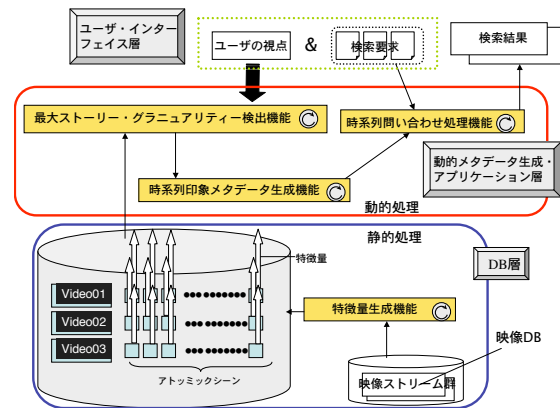 ユーザ・インター
フェイス層
ユーザの視点
&
検索要求
検索結果
最大ストーリー・グラニュアリティー検出機能
時系列問い合わせ処理機能
動的メタデータ生成・
アプリケーション層
時系列印象メタデータ生成機能
動的処理
静的処理
特徴量
DB層
Video01
Video02
Video03
特徴量生成機能
映像DB
アトッミックシーン
映像ストリーム群